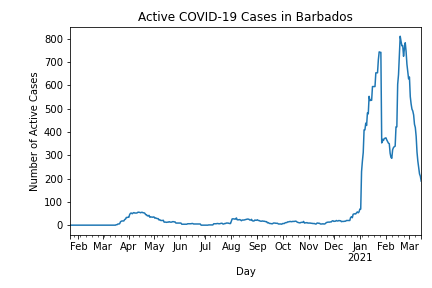 Active COVID-19 Cases in Barbados
800
700
600
500
400
300
200
100
0
Number of Active Cases
Feb Mar Apr May Jun Jul Aug Sep Oct Nov Dec Jan Feb Mar
2021
Day